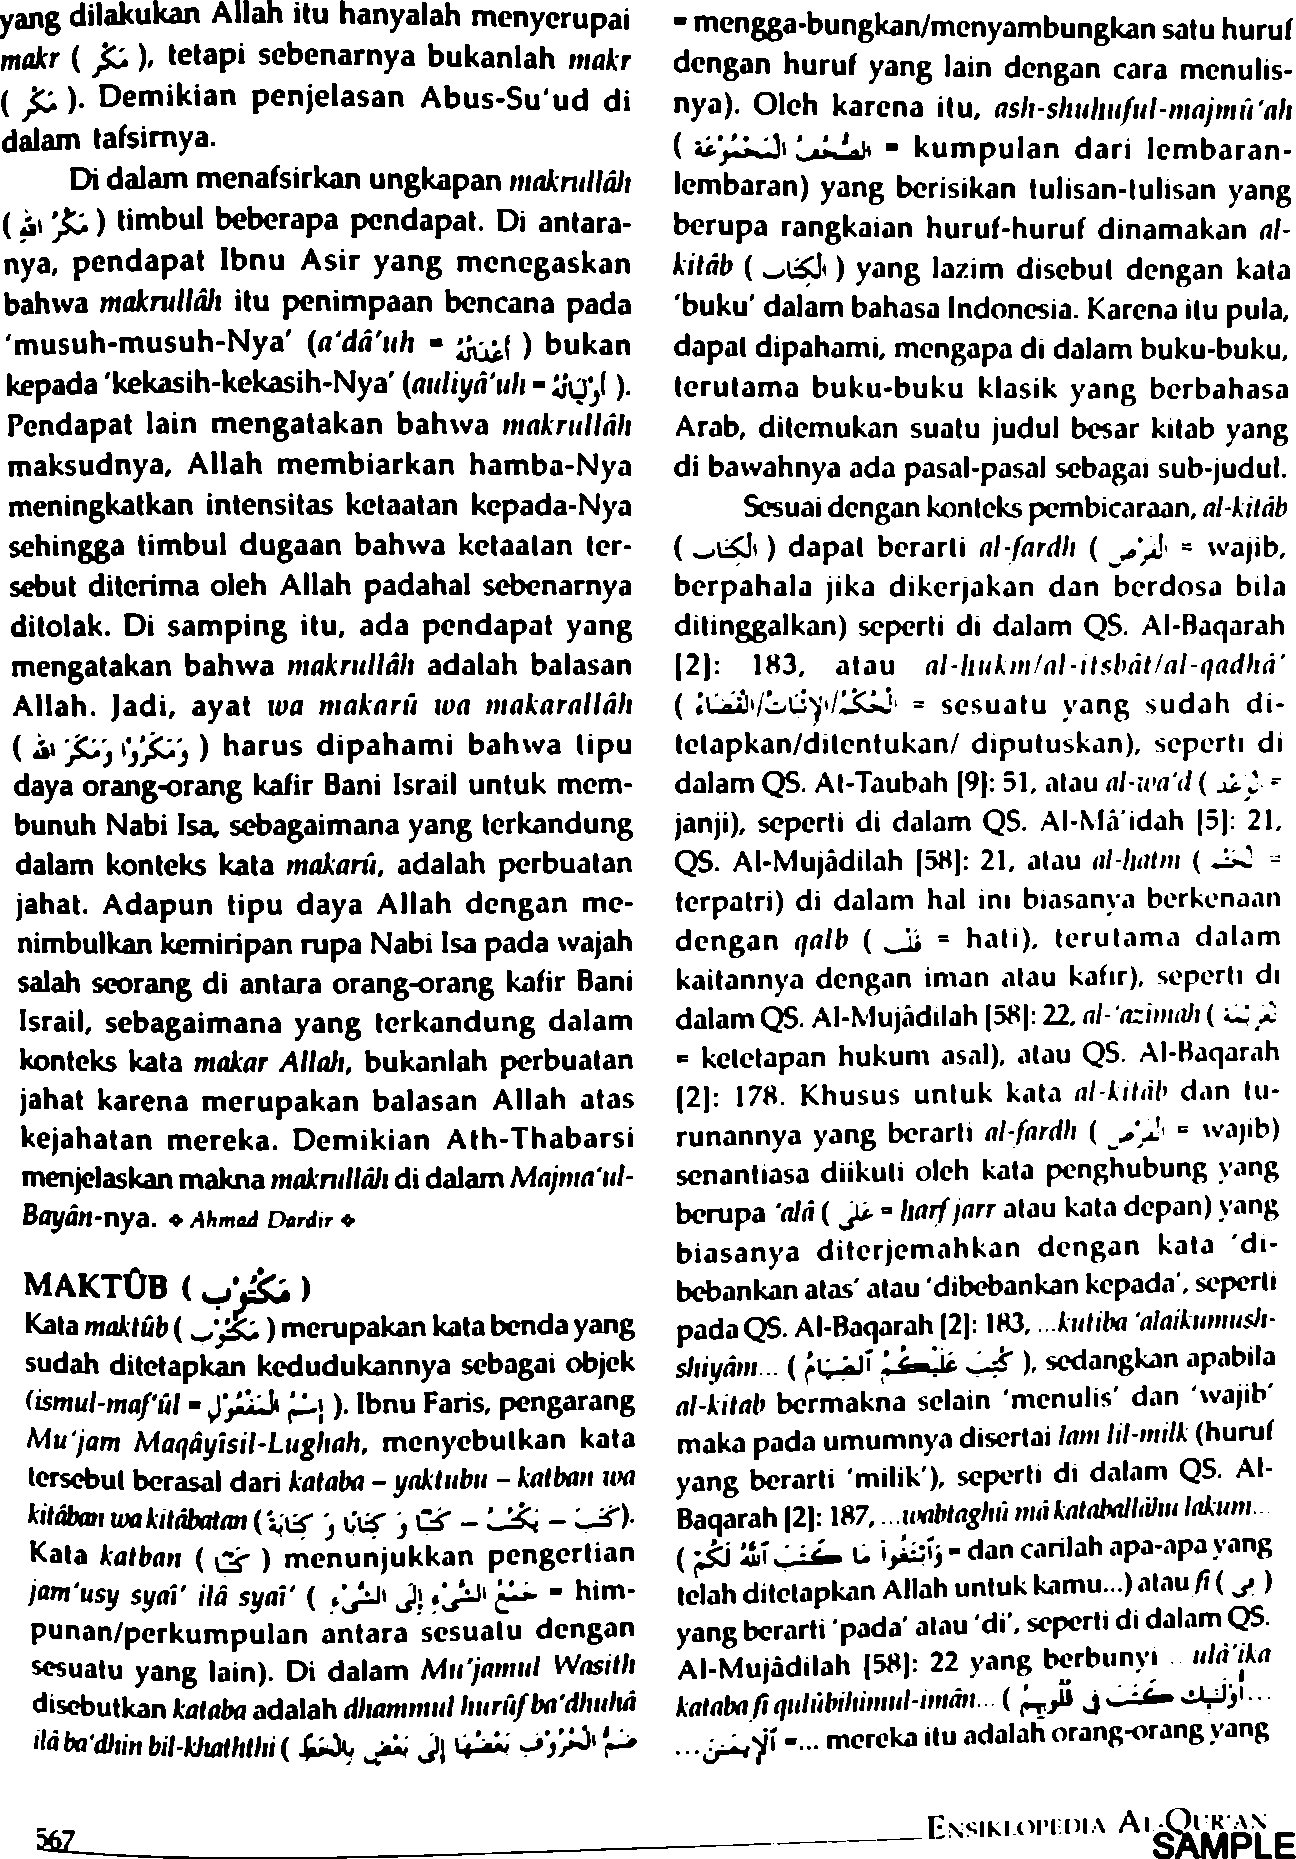 yang dilakukan Allah itu hanyalah menyerupai
makr ( مَكْرٌ ), tetapi sebenarnya bukanlah makr
( مَكْرٌ ). Demikian penjelasan Abus-Su'ud di
dalam tafsirnya.
Di dalam menafsirkan ungkapan makrullâh
( مَكْرُ اللهِ ) timbul beberapa pendapat. Di antara-
nya, pendapat Ibnu Asir yang menegaskan
bahwa makrullâh itu penimpaan bencana pada
'musuh-musuh-Nya' (a'dâ'uh = أَعْدَاؤُهُ ) bukan
kepada 'kekasih-kekasih-Nya' (auliyâ'uh = أَوْلِيَاؤُهُ ).
Pendapat lain mengatakan bahwa makrullâh
maksudnya, Allah membiarkan hamba-Nya
meningkatkan intensitas ketaatan kepada-Nya
sehingga timbul dugaan bahwa ketaatan ter-
sebut diterima oleh Allah padahal sebenarnya
ditolak. Di samping itu, ada pendapat yang
mengatakan bahwa makrullâh adalah balasan
Allah. Jadi, ayat wa makarû wa makarallâh
( وَمَكَرُوْا وَمَكَرَ اللهُ ) harus dipahami bahwa tipu
daya orang-orang kafir Bani Israil untuk mem-
bunuh Nabi Isa, sebagaimana yang terkandung
dalam konteks kata makarû, adalah perbuatan
jahat. Adapun tipu daya Allah dengan me-
nimbulkan kemiripan rupa Nabi Isa pada wajah
salah seorang di antara orang-orang kafir Bani
Israil, sebagaimana yang terkandung dalam
konteks kata makar Allah, bukanlah perbuatan
jahat karena merupakan balasan Allah atas
kejahatan mereka. Demikian Ath-Thabarsi
menjelaskan makna makrullâh di dalam Majma'ul-
Bayân-nya. ❖ Ahmad Dardir ❖
MAKTÛB ( مَكْتُوْب )
Kata maktûb ( مَكْتُوْب ) merupakan kata benda yang
sudah ditetapkan kedudukannya sebagai objek
(ismul-maf'ûl = اِسْمُ الْمَفْعُوْل ). Ibnu Faris, pengarang
Mu'jam Maqâyîsil-Lughah, menyebutkan kata
tersebut berasal dari kataba – yaktubu – katban wa
kitâban wa kitâbatan (كَتَبَ – يَكْتُبُ – كَتْبًا وَ كِتَابًا وَ كِتَابَةً).
Kata katban ( كَتْبًا ) menunjukkan pengertian
jam'usy syaî' ilâ syaî' ( جَمْعُ الشَّيْءِ إِلَى الشَّيْءِ = him-
punan/perkumpulan antara sesuatu dengan
sesuatu yang lain). Di dalam Mu'jamul Wasith
disebutkan kataba adalah dhammul hurûf ba'dhuhâ
ilâ ba'dhin bil-khaththi ( ضَمُّ الْحُرُوْفِ بَعْضُهَا إِلَى بَعْضٍ بِالْخَطِّ
= mengga-bungkan/menyambungkan satu huruf
dengan huruf yang lain dengan cara menulis-
nya). Oleh karena itu, ash-shuhuful-majmû'ah
( الصُّحُفُ الْمَجْمُوْعَة = kumpulan dari lembaran-
lembaran) yang berisikan tulisan-tulisan yang
berupa rangkaian huruf-huruf dinamakan al-
kitâb ( الْكِتَاب ) yang lazim disebut dengan kata
'buku' dalam bahasa Indonesia. Karena itu pula,
dapat dipahami, mengapa di dalam buku-buku,
terutama buku-buku klasik yang berbahasa
Arab, ditemukan suatu judul besar kitab yang
di bawahnya ada pasal-pasal sebagai sub-judul.
Sesuai dengan konteks pembicaraan, al-kitâb
( الْكِتَاب ) dapat berarti al-fardh ( الْفَرْض = wajib,
berpahala jika dikerjakan dan berdosa bila
ditinggalkan) seperti di dalam QS. Al-Baqarah
[2]: 183, atau al-hukm/al-itsbât/al-qadhâ'
( الْحُكْمُ/الْإِثْبَاتُ/الْقَضَاءُ = sesuatu yang sudah di-
tetapkan/ditentukan/ diputuskan), seperti di
dalam QS. At-Taubah [9]: 51, atau al-wa'd ( الْوَعْد =
janji), seperti di dalam QS. Al-Mâ'idah [5]: 21,
QS. Al-Mujâdilah [58]: 21, atau al-hatm ( الْحَتْم =
terpatri) di dalam hal ini biasanya berkenaan
dengan qalb ( قَلْب = hati), terutama dalam
kaitannya dengan iman atau kafir), seperti di
dalam QS. Al-Mujâdilah [58]: 22, al-'azimah ( عَزِيْمَة
= ketetapan hukum asal), atau QS. Al-Baqarah
[2]: 178. Khusus untuk kata al-kitâb dan tu-
runannya yang berarti al-fardh ( الْفَرْض = wajib)
senantiasa diikuti oleh kata penghubung yang
berupa 'alâ ( عَلَى = harf jarr atau kata depan) yang
biasanya diterjemahkan dengan kata 'di-
bebankan atas' atau 'dibebankan kepada', seperti
pada QS. Al-Baqarah [2]: 183, ...kutiba 'alaikumush-
shiyâm... ( كُتِبَ عَلَيْكُمُ ٱلصِّيَامُ ), sedangkan apabila
al-kitab bermakna selain 'menulis' dan 'wajib'
maka pada umumnya disertai lam lil-milk (huruf
yang berarti 'milik'), seperti di dalam QS. Al-
Baqarah [2]: 187, ...wabtaghû mâ kataballâhu lakum...
( وَٱبْتَغُوا۟ مَا كَتَبَ ٱللَّهُ لَكُمْ = dan carilah apa-apa yang
telah ditetapkan Allah untuk kamu...) atau fî ( فِي )
yang berarti 'pada' atau 'di', seperti di dalam QS.
Al-Mujâdilah [58]: 22 yang berbunyi ... ulâ'ika
kataba fî qulûbihimul-imân... ( أُو۟لَٰٓئِكَ كَتَبَ فِى قُلُوبِهِمُ...
...ٱلْإِيمَٰنَ =... mereka itu adalah orang-orang yang
567
ENSIKLOPEDIA AL-QUR'AN
SAMPLE